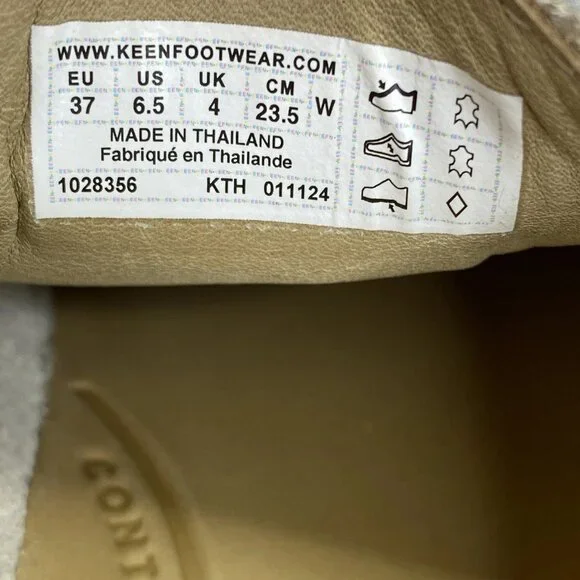 WWW.KEENFOOTWEAR.COM
EU US UK CM
37 6.5 4 23.5 W
MADE IN THAILAND
Fabriqué en Thailande
1028356 KTH 011124
CONT